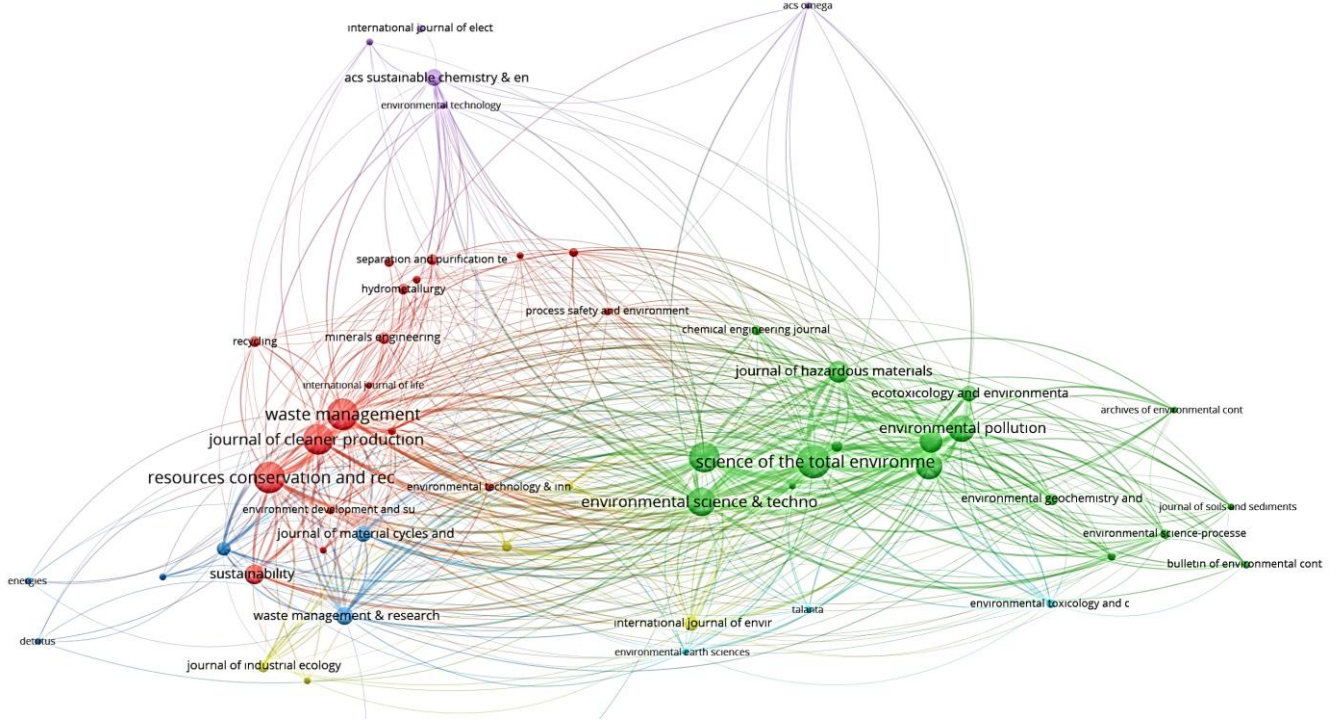 acs omega
international journal of elect
acs sustainable chemistry & en
environmental technology
separation and purification te
hydrometallurgy
process safety and environment
chemical engineering journal
recycling
minerals engineering
journal of hazardous materials
international journal of life
ecotoxicology and environmenta
waste management
archives of environmental cont
environmental pollution
journal of cleaner production
science of the total environme
resources conservation and rec
environmental technology & inn
environmental science & techno
environmental geochemistry and
journal of soils and sediments
environment development and su
journal of material cycles and
environmental science-processe
bulletin of environmental cont
sustainability
energies
environmental toxicology and c
talanta
waste management & research
international journal of envir
detritus
environmental earth sciences
journal of industrial ecology